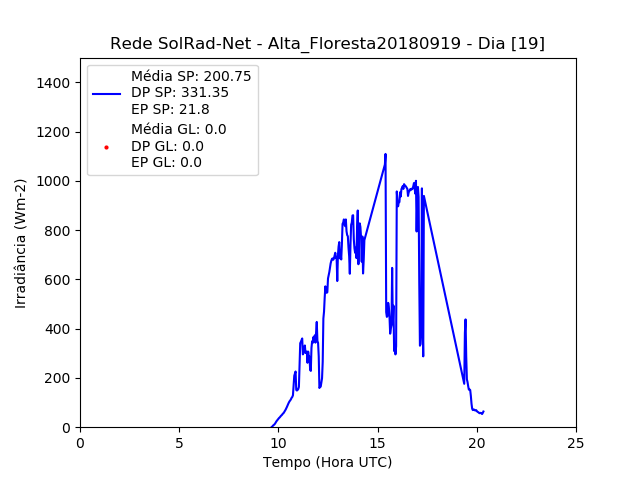 Rede SolRad-Net - Alta_Floresta20180919 - Dia [19]
Média SP: 200.75
DP SP: 331.35
EP SP: 21.8
Média GL: 0.0
DP GL: 0.0
EP GL: 0.0
1400
1200
1000
800
600
400
200
0
Irradiância (Wm-2)
0 5 10 15 20 25
Tempo (Hora UTC)